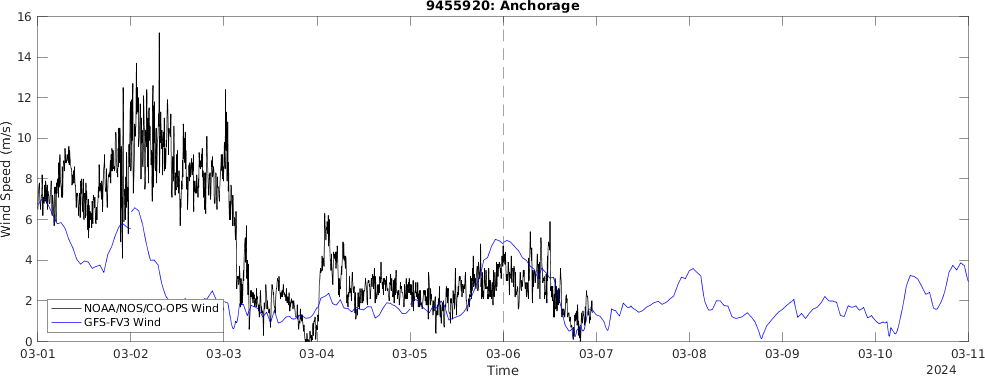 9455920: Anchorage
16
14
12
10
8
6
4
2
0
Wind Speed (m/s)
NOAA/NOS/CO-OPS Wind
GFS-FV3 Wind
03-01 03-02 03-03 03-04 03-05 03-06 03-07 03-08 03-09 03-10 03-11
Time
2024